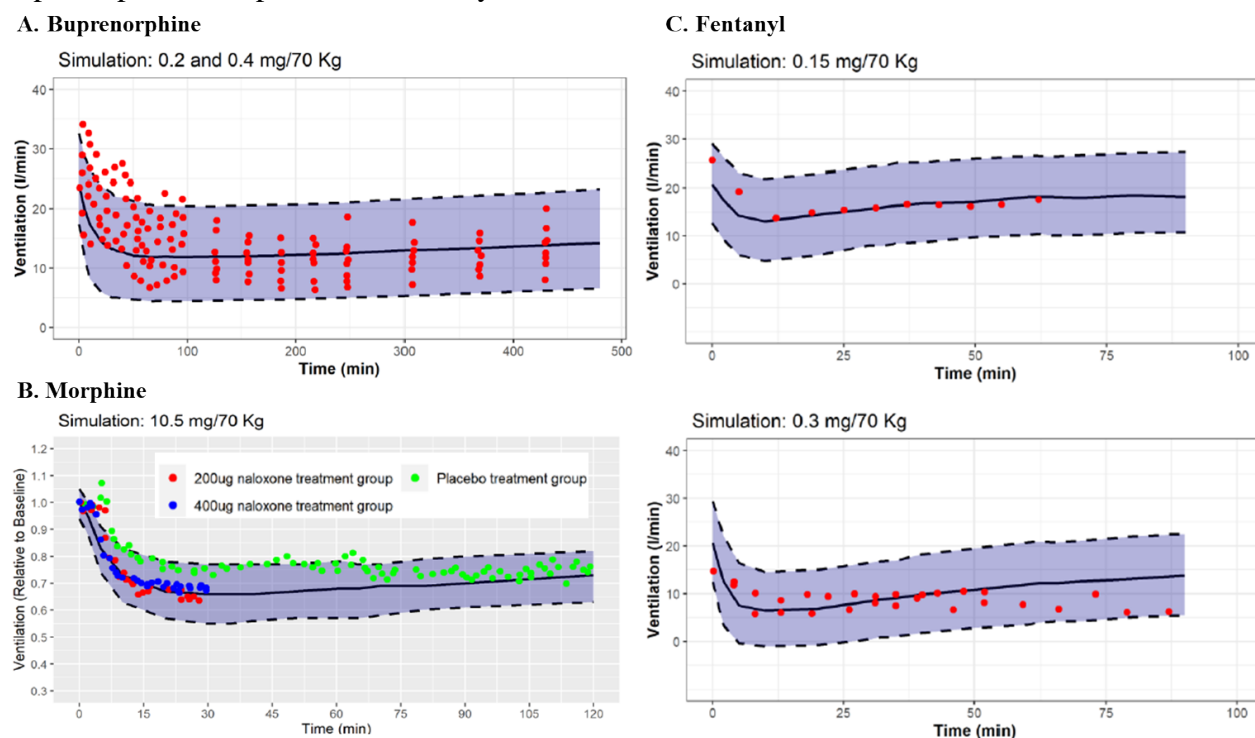 A. Buprenorphine
Simulation: 0.2 and 0.4 mg/70 Kg
Ventilation (l/min)
40
30
20
10
0
0 100 200 300 400 500
Time (min)
B. Morphine
Simulation: 10.5 mg/70 Kg
Ventilation (Relative to Baseline)
1.2
1.1
1.0
0.9
0.8
0.7
0.6
0.5
0.4
0.3
200ug naloxone treatment group
Placebo treatment group
400ug naloxone treatment group
0 15 30 45 60 75 90 105 120
Time (min)
C. Fentanyl
Simulation: 0.15 mg/70 Kg
Ventilation (l/min)
40
30
20
10
0
0 25 50 75 100
Time (min)
Simulation: 0.3 mg/70 Kg
Ventilation (l/min)
40
30
20
10
0
0 25 50 75 100
Time (min)